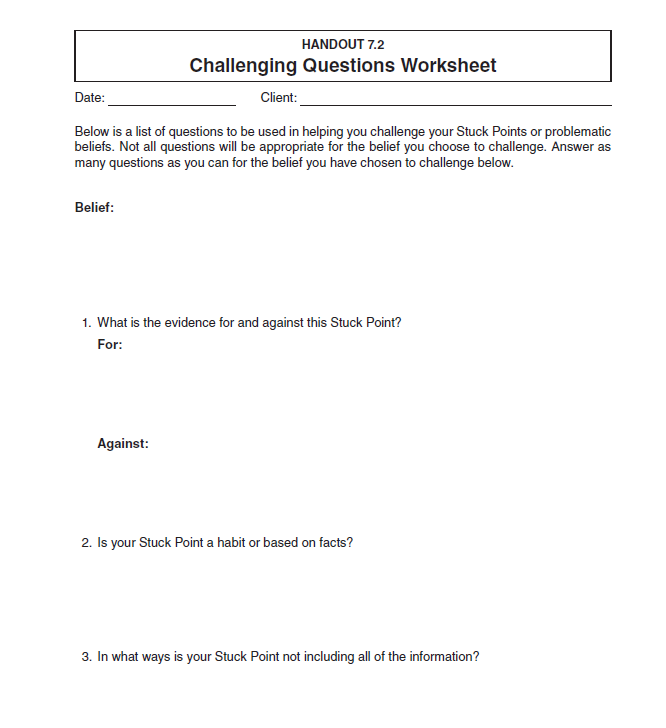 HANDOUT 7.2
Challenging Questions Worksheet
Date: Client:
Below is a list of questions to be used in helping you challenge your Stuck Points or problematic
beliefs. Not all questions will be appropriate for the belief you choose to challenge. Answer as
many questions as you can for the belief you have chosen to challenge below.
Belief:
1. What is the evidence for and against this Stuck Point?
For:
Against:
2. Is your Stuck Point a habit or based on facts?
3. In what ways is your Stuck Point not including all of the information?